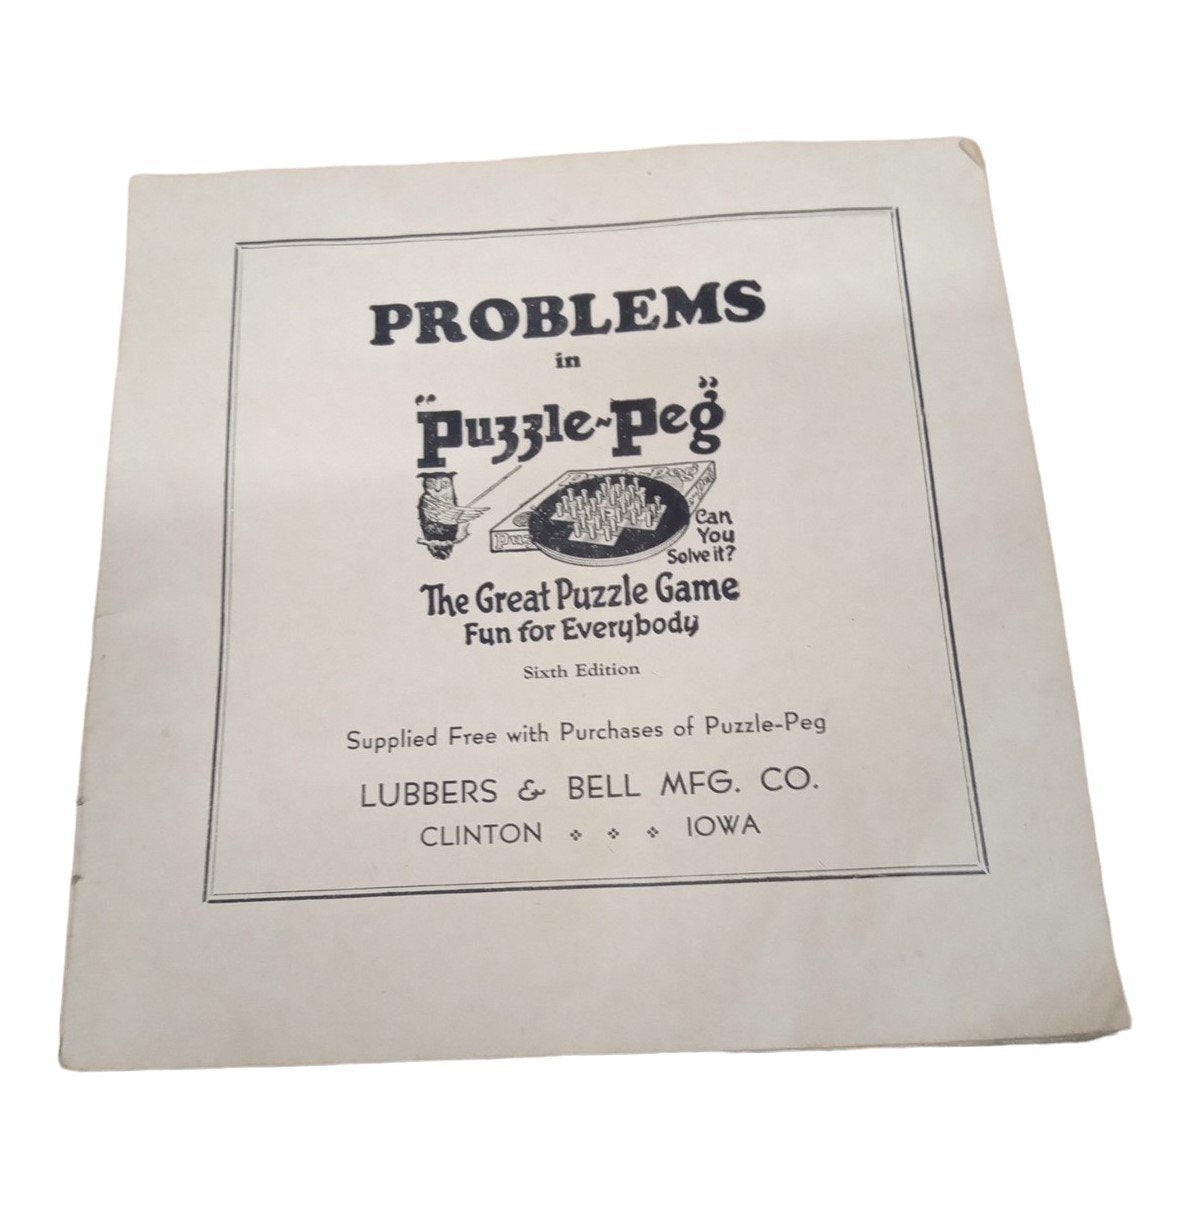 PROBLEMS
in
"Puzzle-Peg"
Can
You
Solve it?
The Great Puzzle Game
Fun for Everybody
Sixth Edition
Supplied Free with Purchases of Puzzle-Peg
LUBBERS & BELL MFG. CO.
CLINTON IOWA